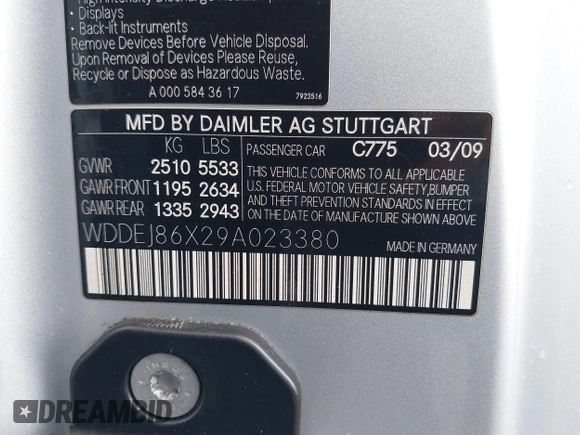 • Displays
• Back-lit Instruments
Remove Devices Before Vehicle Disposal.
Upon Removal of Devices Please Reuse,
Recycle or Dispose as Hazardous Waste.
A 000 584 36 17 7923516
MFD BY DAIMLER AG STUTTGART
KG LBS PASSENGER CAR C775 03/09
GVWR 2510 5533
GAWR FRONT 1195 2634
GAWR REAR 1335 2943
THIS VEHICLE CONFORMS TO ALL APPLICABLE
U.S. FEDERAL MOTOR VEHICLE SAFETY,BUMPER
AND THEFT PREVENTION STANDARDS IN EFFECT
ON THE DATE OF MANUFACTURE SHOWN ABOVE.
WDDEJ86X29A023380 MADE IN GERMANY
DREAMBID